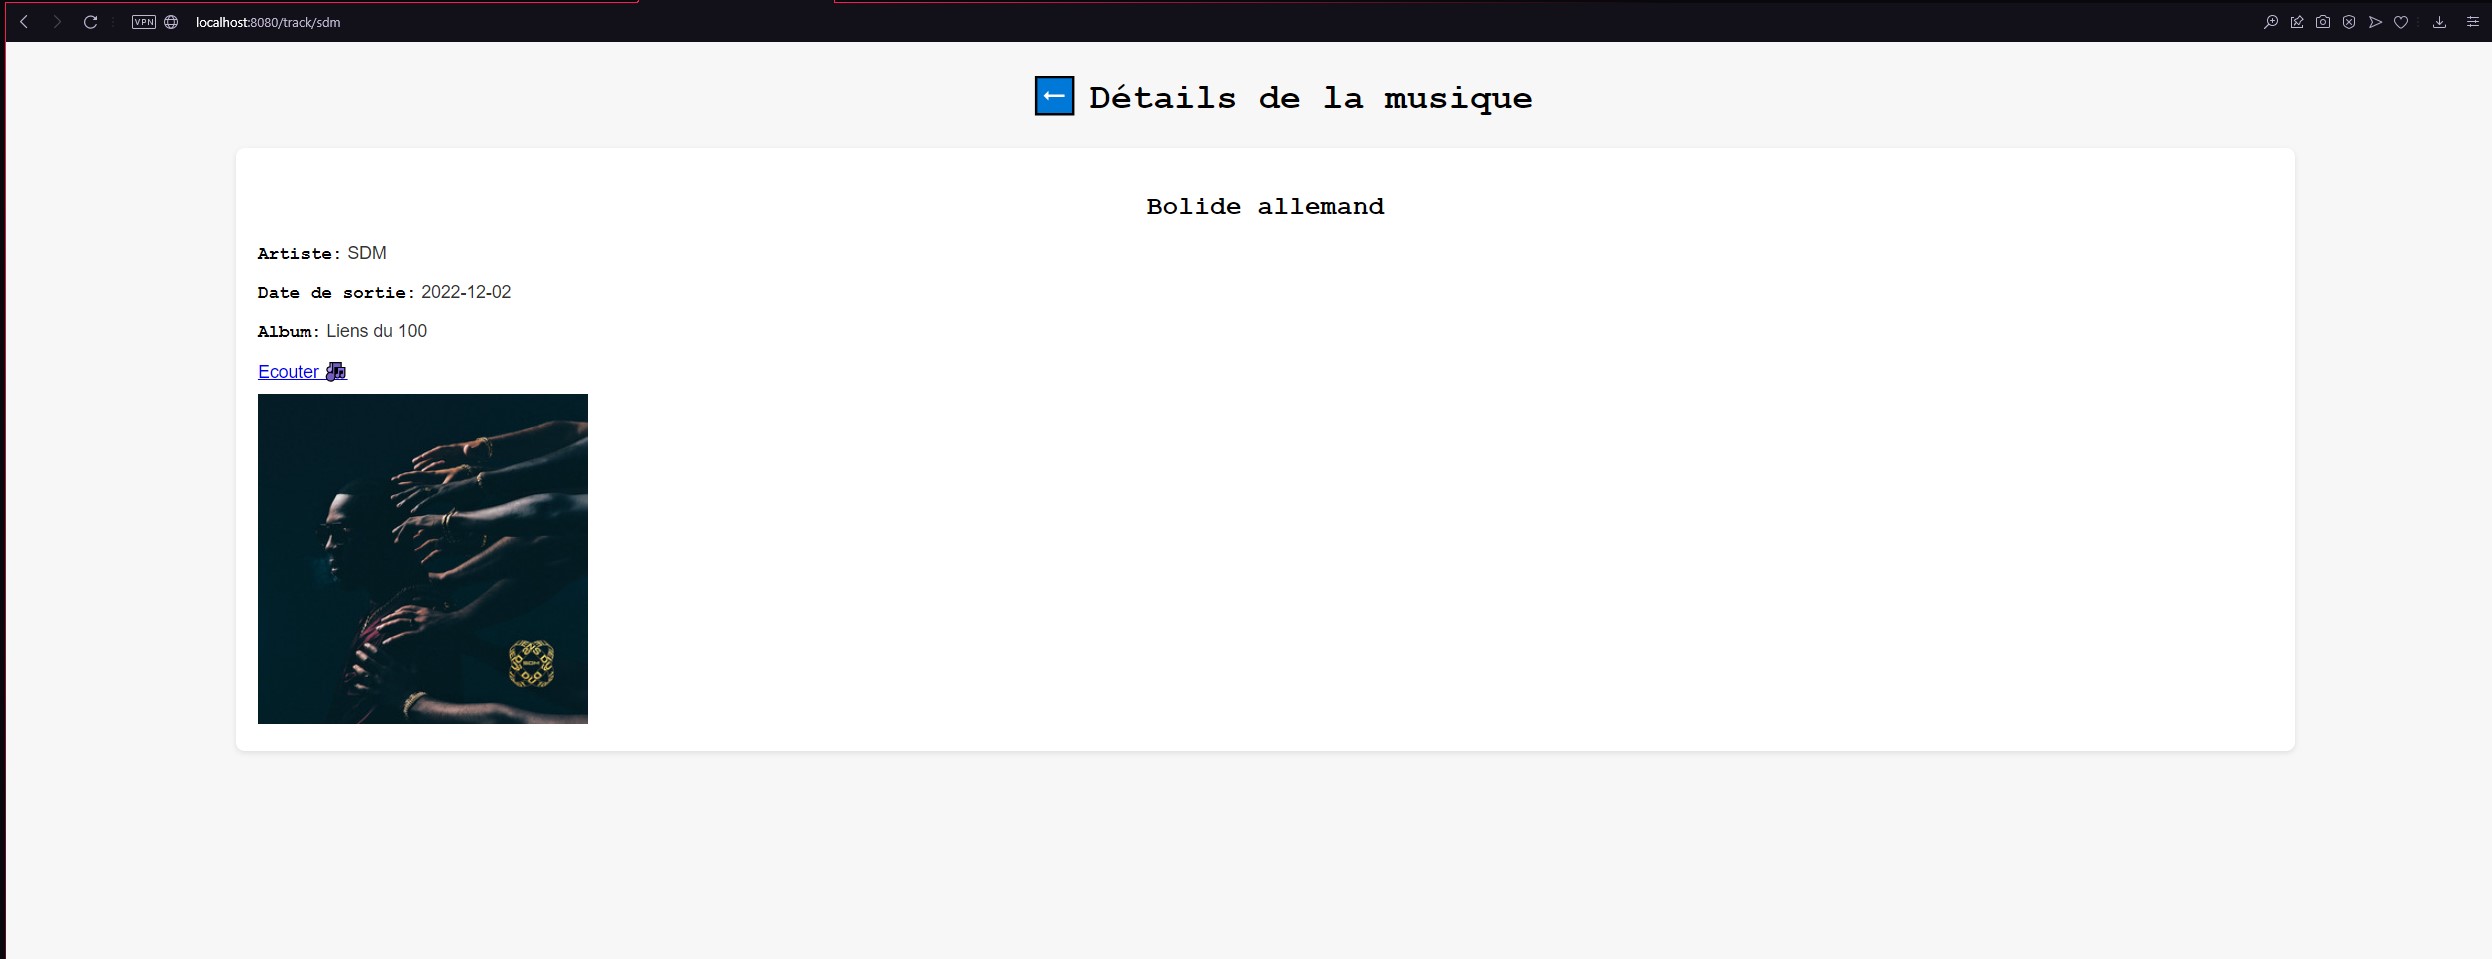 VPN localhost:8080/track/sdm
Détails de la musique
Bolide allemand
Artiste: SDM
Date de sortie: 2022-12-02
Album: Liens du 100
Ecouter
SDM